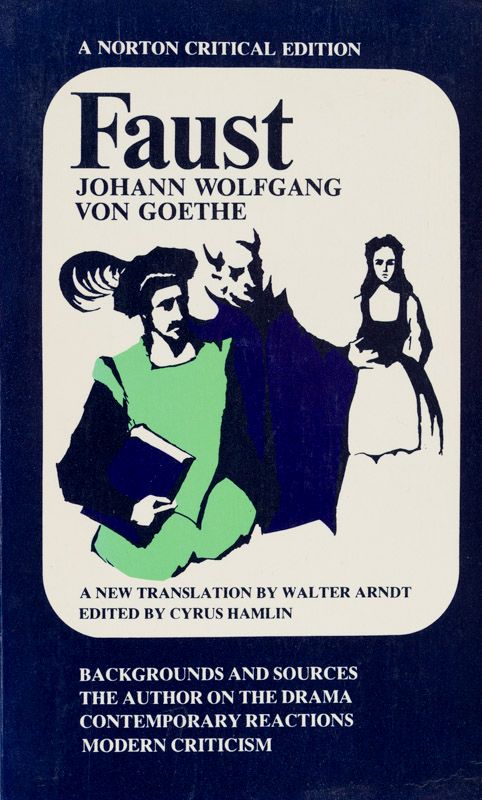 A NORTON CRITICAL EDITION
Faust
JOHANN WOLFGANG
VON GOETHE
A NEW TRANSLATION BY WALTER ARNDT
EDITED BY CYRUS HAMLIN
BACKGROUNDS AND SOURCES
THE AUTHOR ON THE DRAMA
CONTEMPORARY REACTIONS
MODERN CRITICISM